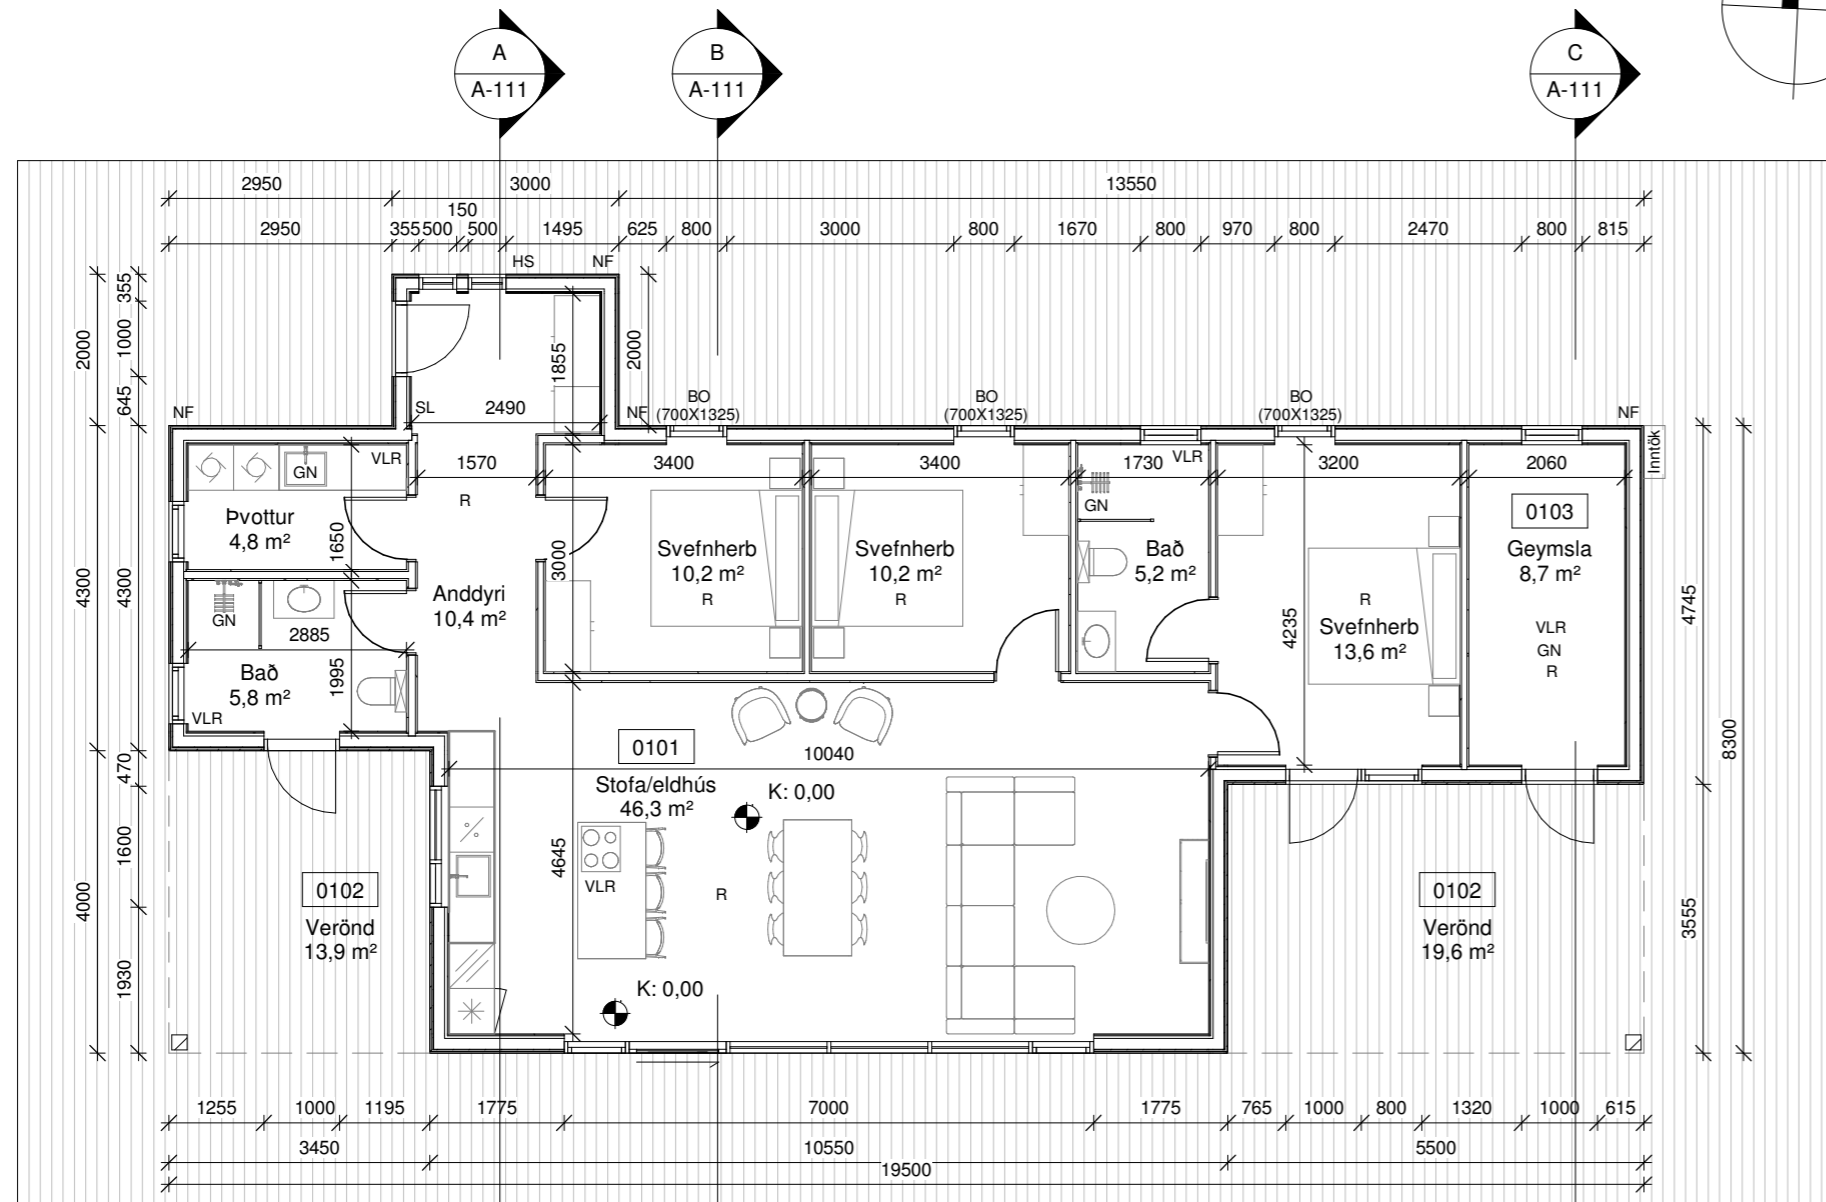 A
A-111
B
A-111
C
A-111
2950
3000
13550
150
2950
355
500
500
1495
625
800
3000
800
1670
800
970
800
2470
800
815
HS
NF
355
1000
645
2000
2000
1855
2490
SL
NF
NF
BO
(700X1325)
BO
(700X1325)
BO
(700X1325)
NF
Inntök
VLR
GN
1570
3400
3400
1730
VLR
3200
2060
R
GN
0103
Þvottur
4,8 m²
1650
3000
Svefnherb
10,2 m²
R
Svefnherb
10,2 m²
R
Bað
5,2 m²
Geymsla
8,7 m²
4300
4300
Anddyri
10,4 m²
GN
2885
4235
R
Svefnherb
13,6 m²
VLR
GN
R
4745
Bað
5,8 m²
1995
VLR
0101
10040
Stofa/eldhús
46,3 m²
K: 0,00
470
1600
1930
4000
4645
VLR
R
8300
3555
0102
Verönd
13,9 m²
0102
Verönd
19,6 m²
K: 0,00
1255
1000
1195
1775
7000
1775
765
1000
800
1320
1000
615
3450
10550
5500
19500